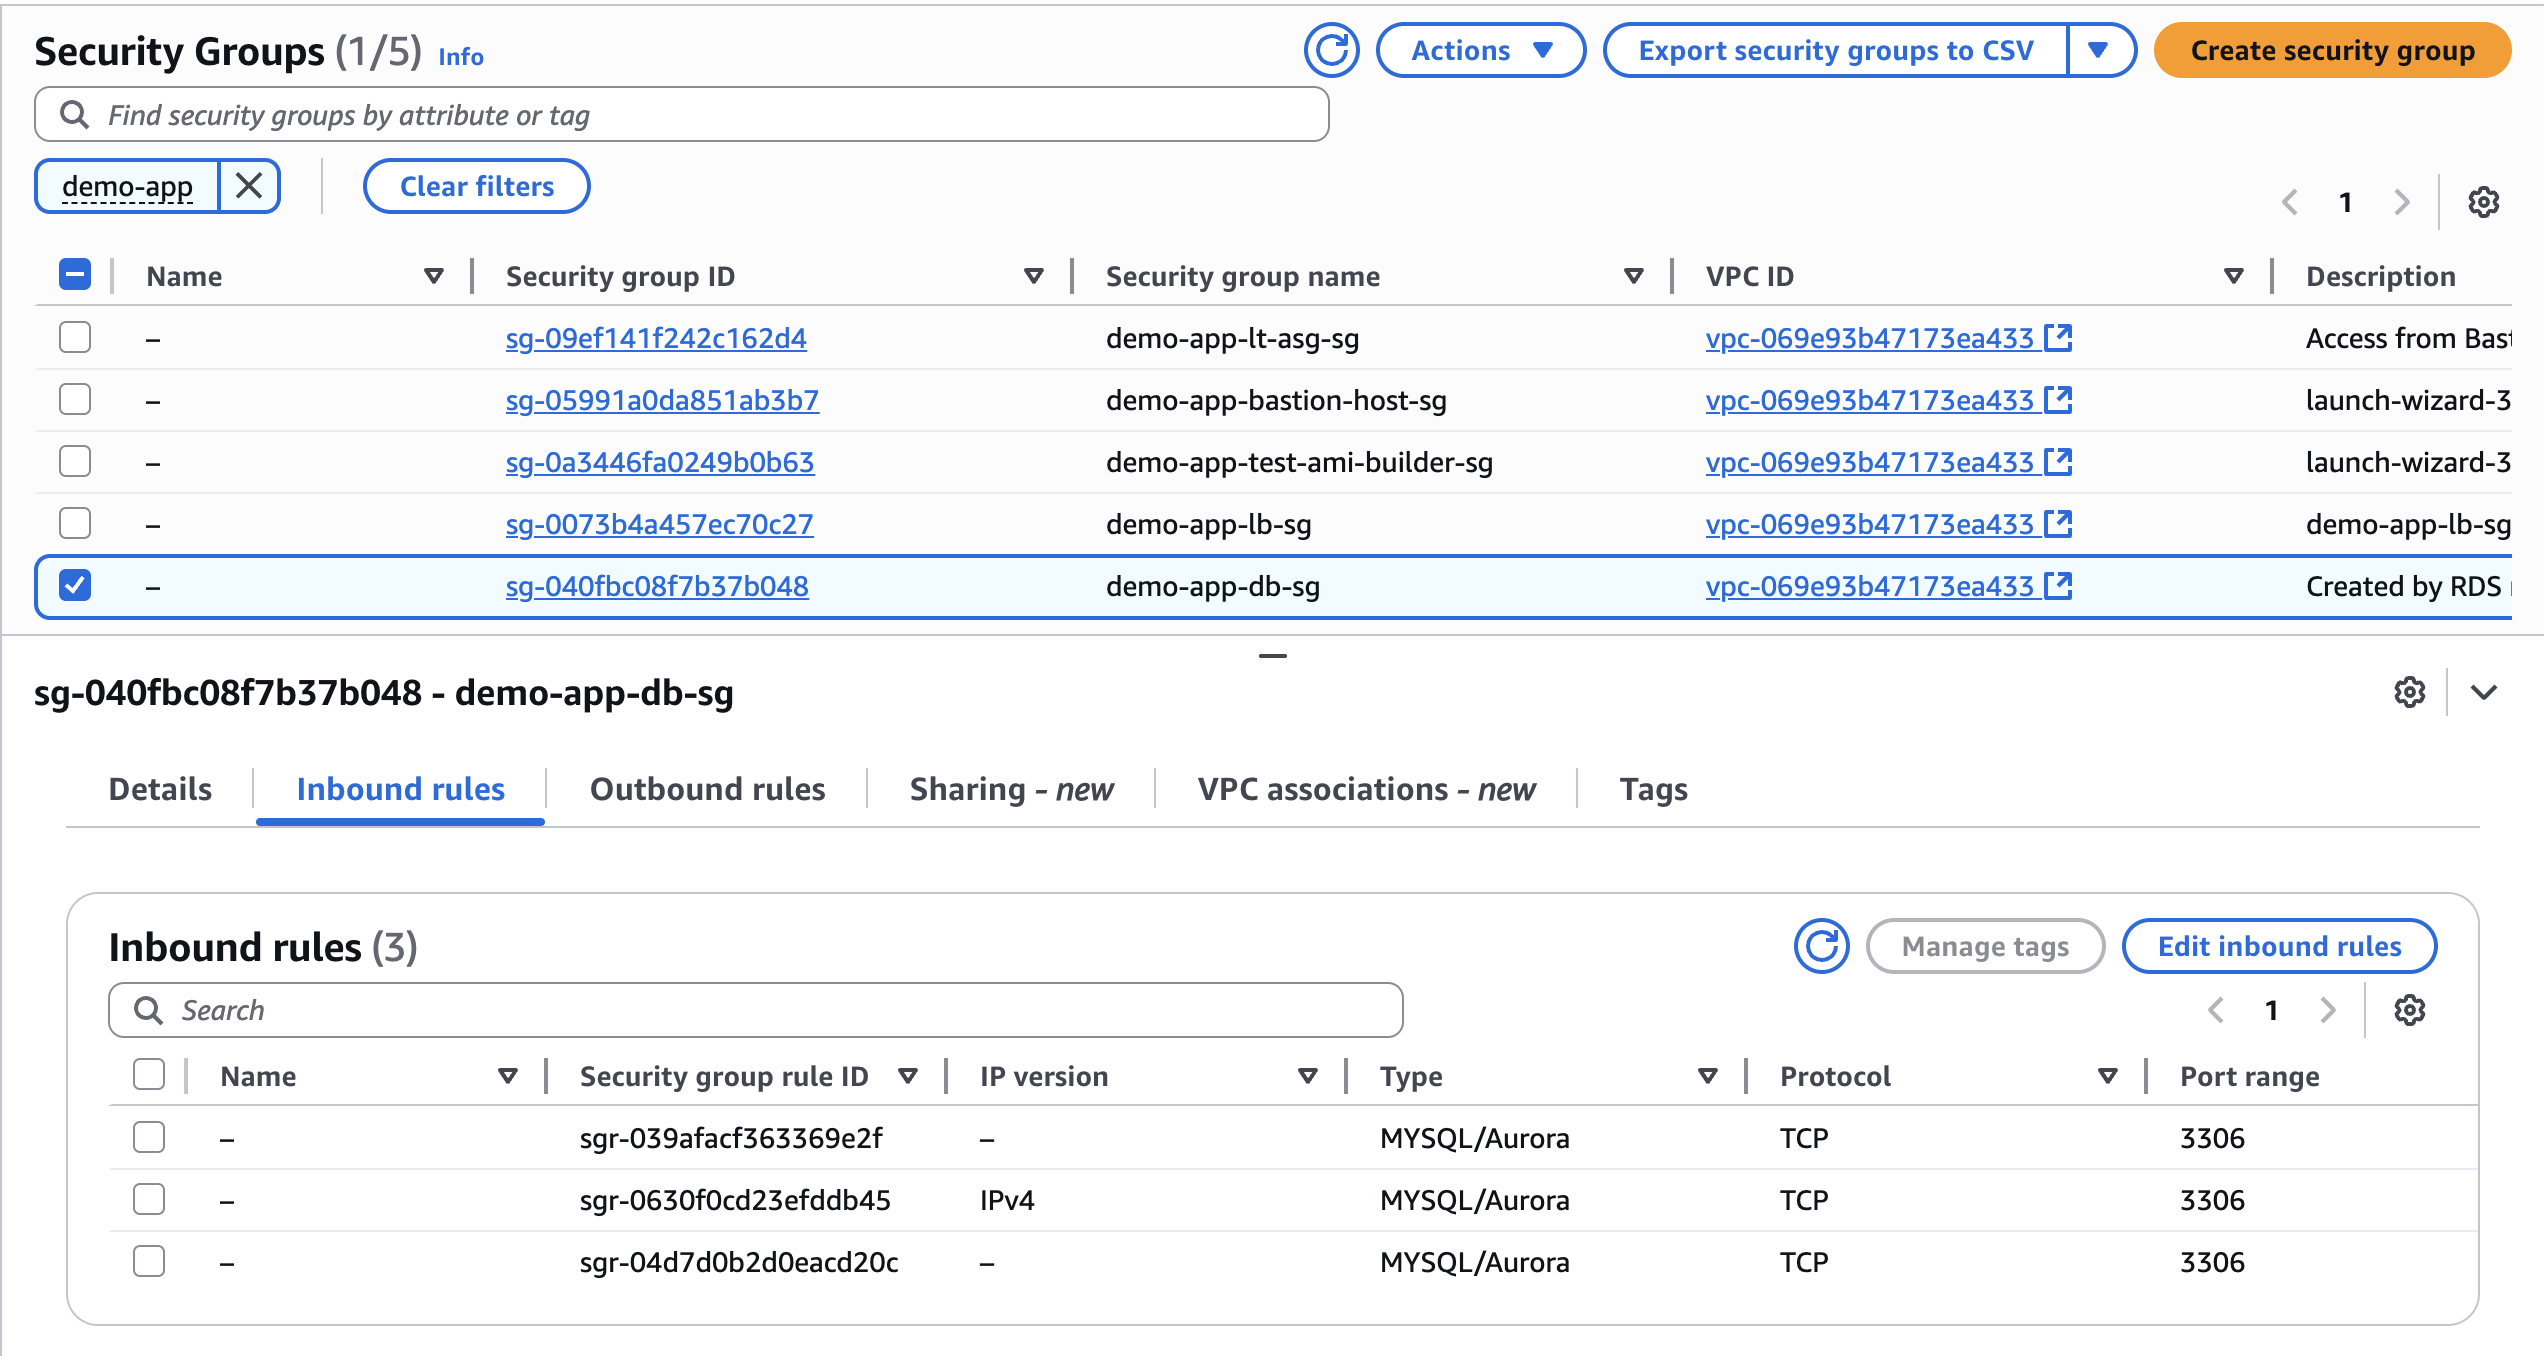 Security Groups (1/5) Info
Actions
Export security groups to CSV
Create security group
Find security groups by attribute or tag
demo-app
Clear filters
1
Name Security group ID Security group name VPC ID Description
– sg-09ef141f242c162d4 demo-app-lt-asg-sg vpc-069e93b47173ea433 Access from Bast
– sg-05991a0da851ab3b7 demo-app-bastion-host-sg vpc-069e93b47173ea433 launch-wizard-3
– sg-0a3446fa0249b0b63 demo-app-test-ami-builder-sg vpc-069e93b47173ea433 launch-wizard-3
– sg-0073b4a457ec70c27 demo-app-lb-sg vpc-069e93b47173ea433 demo-app-lb-sg
– sg-040fbc08f7b37b048 demo-app-db-sg vpc-069e93b47173ea433 Created by RDS
sg-040fbc08f7b37b048 - demo-app-db-sg
Details Inbound rules Outbound rules Sharing - new VPC associations - new Tags
Inbound rules (3)
Manage tags
Edit inbound rules
Search
1
Name Security group rule ID IP version Type Protocol Port range
– sgr-039afacf363369e2f – MYSQL/Aurora TCP 3306
– sgr-0630f0cd23efddb45 IPv4 MYSQL/Aurora TCP 3306
– sgr-04d7d0b2d0eacd20c – MYSQL/Aurora TCP 3306